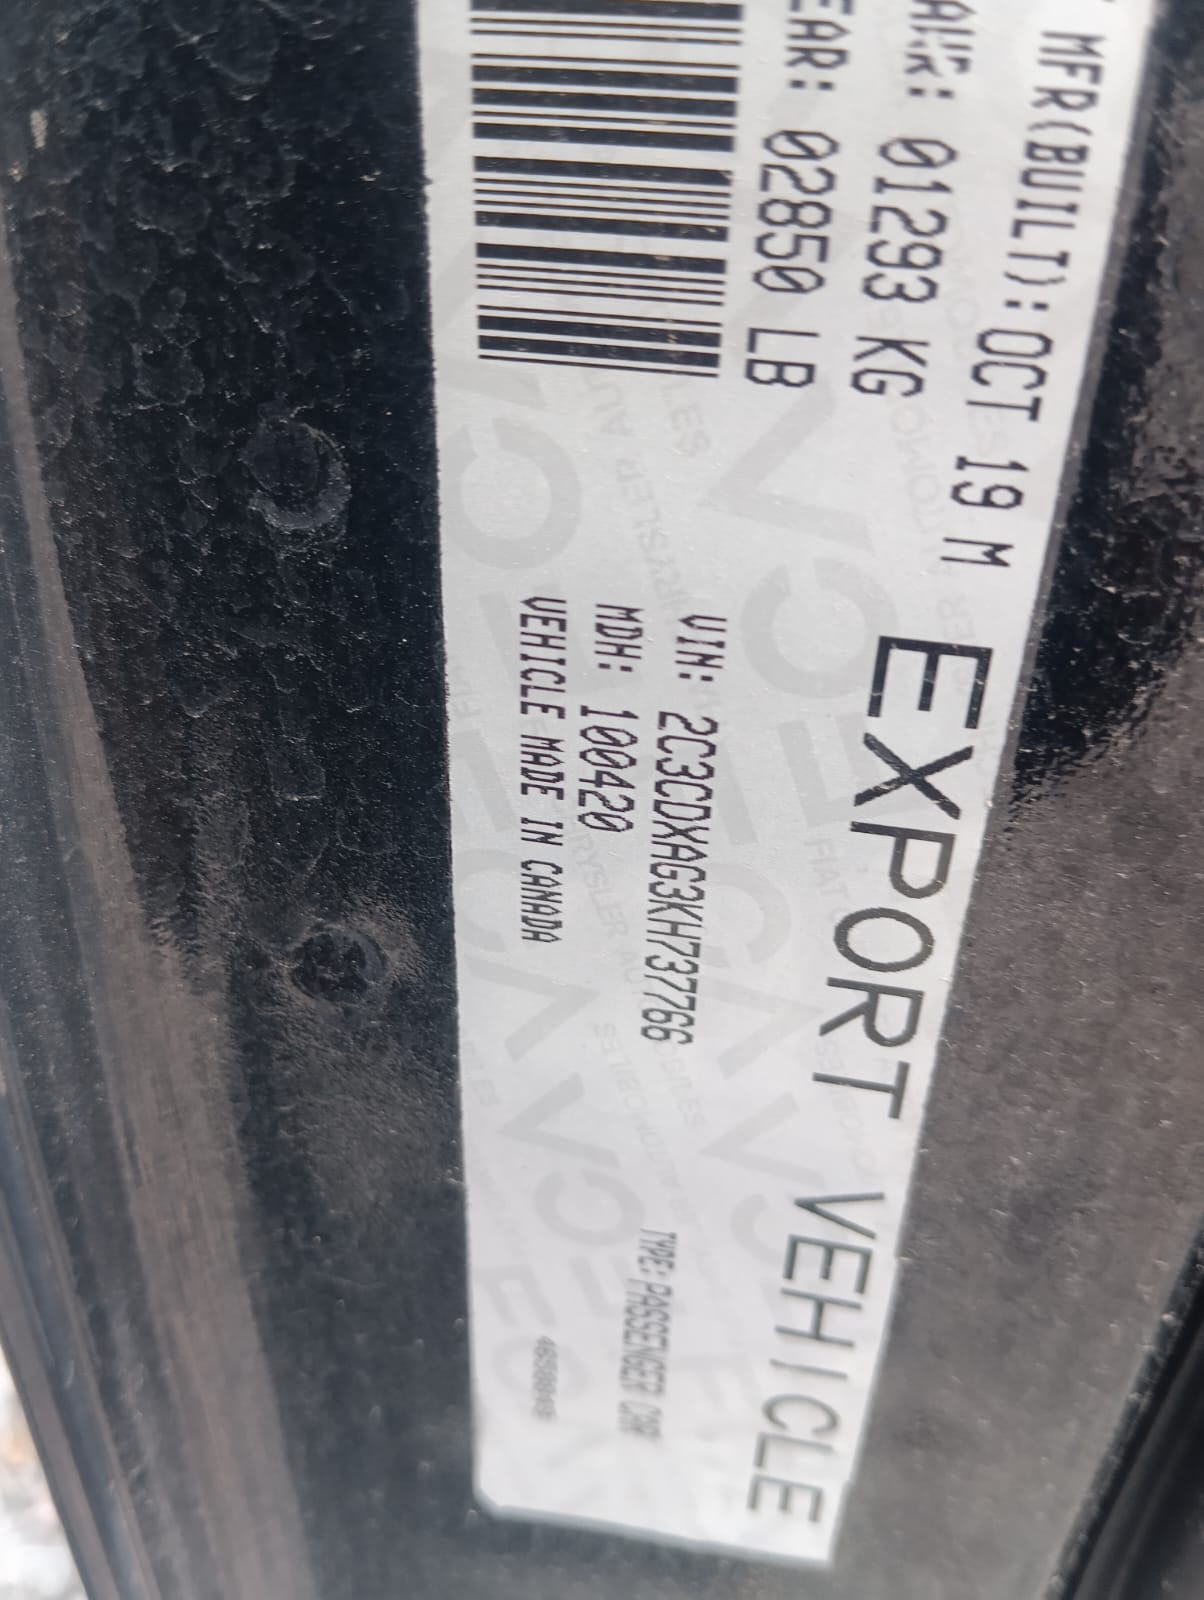 MFR(BUILT):OCT 19 M
01293 KG
EAR: 02850 LB
EXPORT VEHICLE
VIN: 2C3CDXAG3KH737766
MDH: 100420
VEHICLE MADE IN CANADA
TYPE: PASSENGER CAR